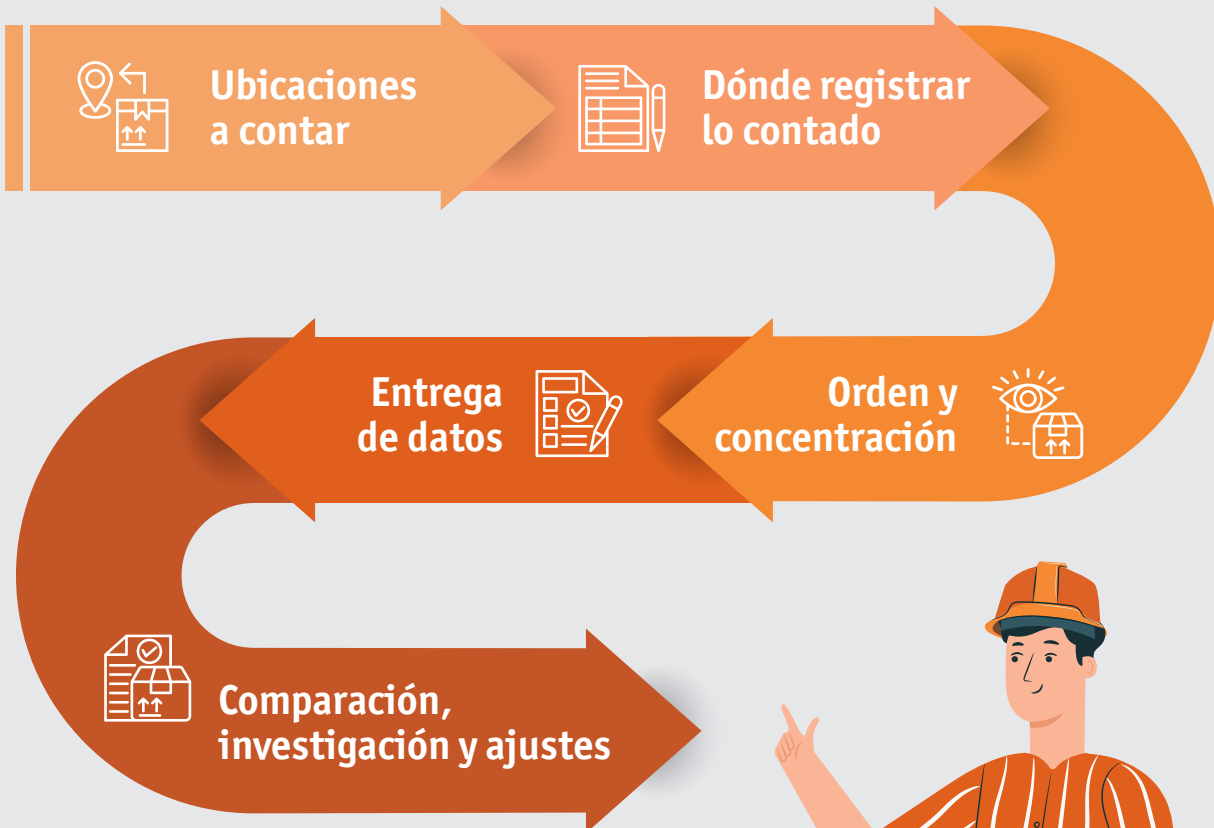 Ubicaciones
a contar
Dónde registrar
lo contado
Orden y
concentración
Entrega
de datos
Comparación,
investigación y ajustes